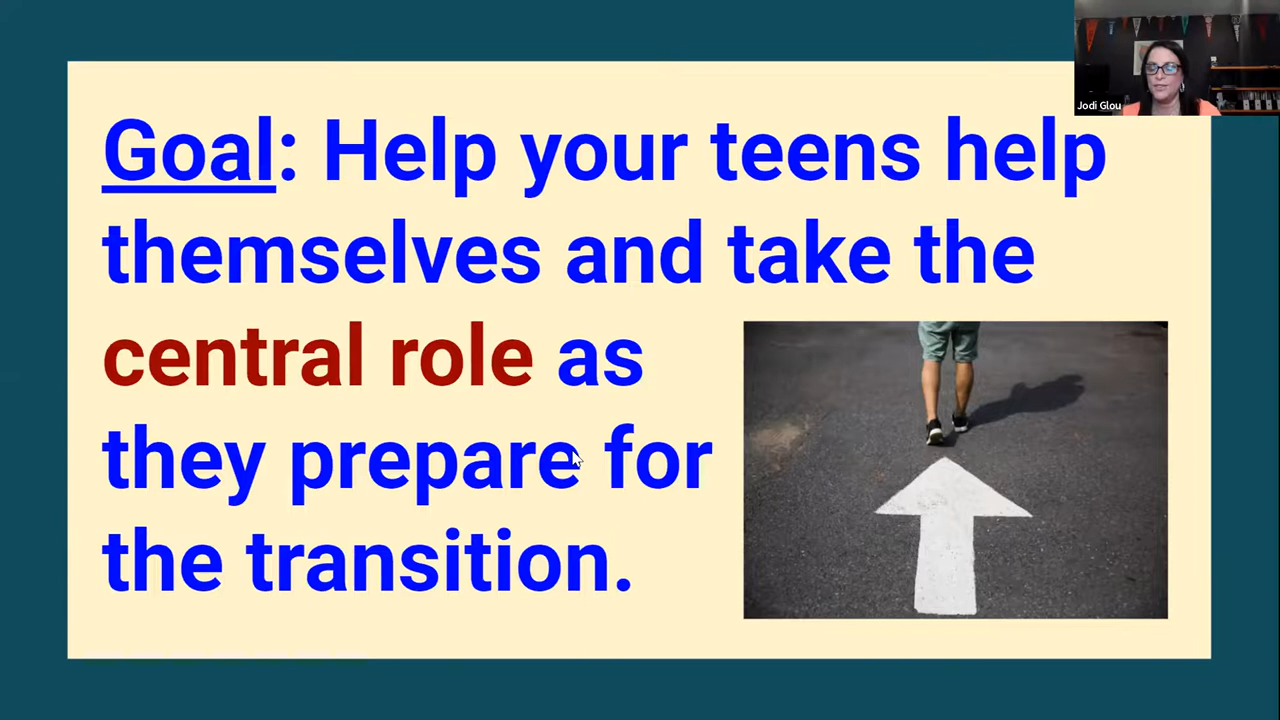 Goal: Help your teens help
themselves and take the
central role as
they prepare for
the transition.
Jodi Glou